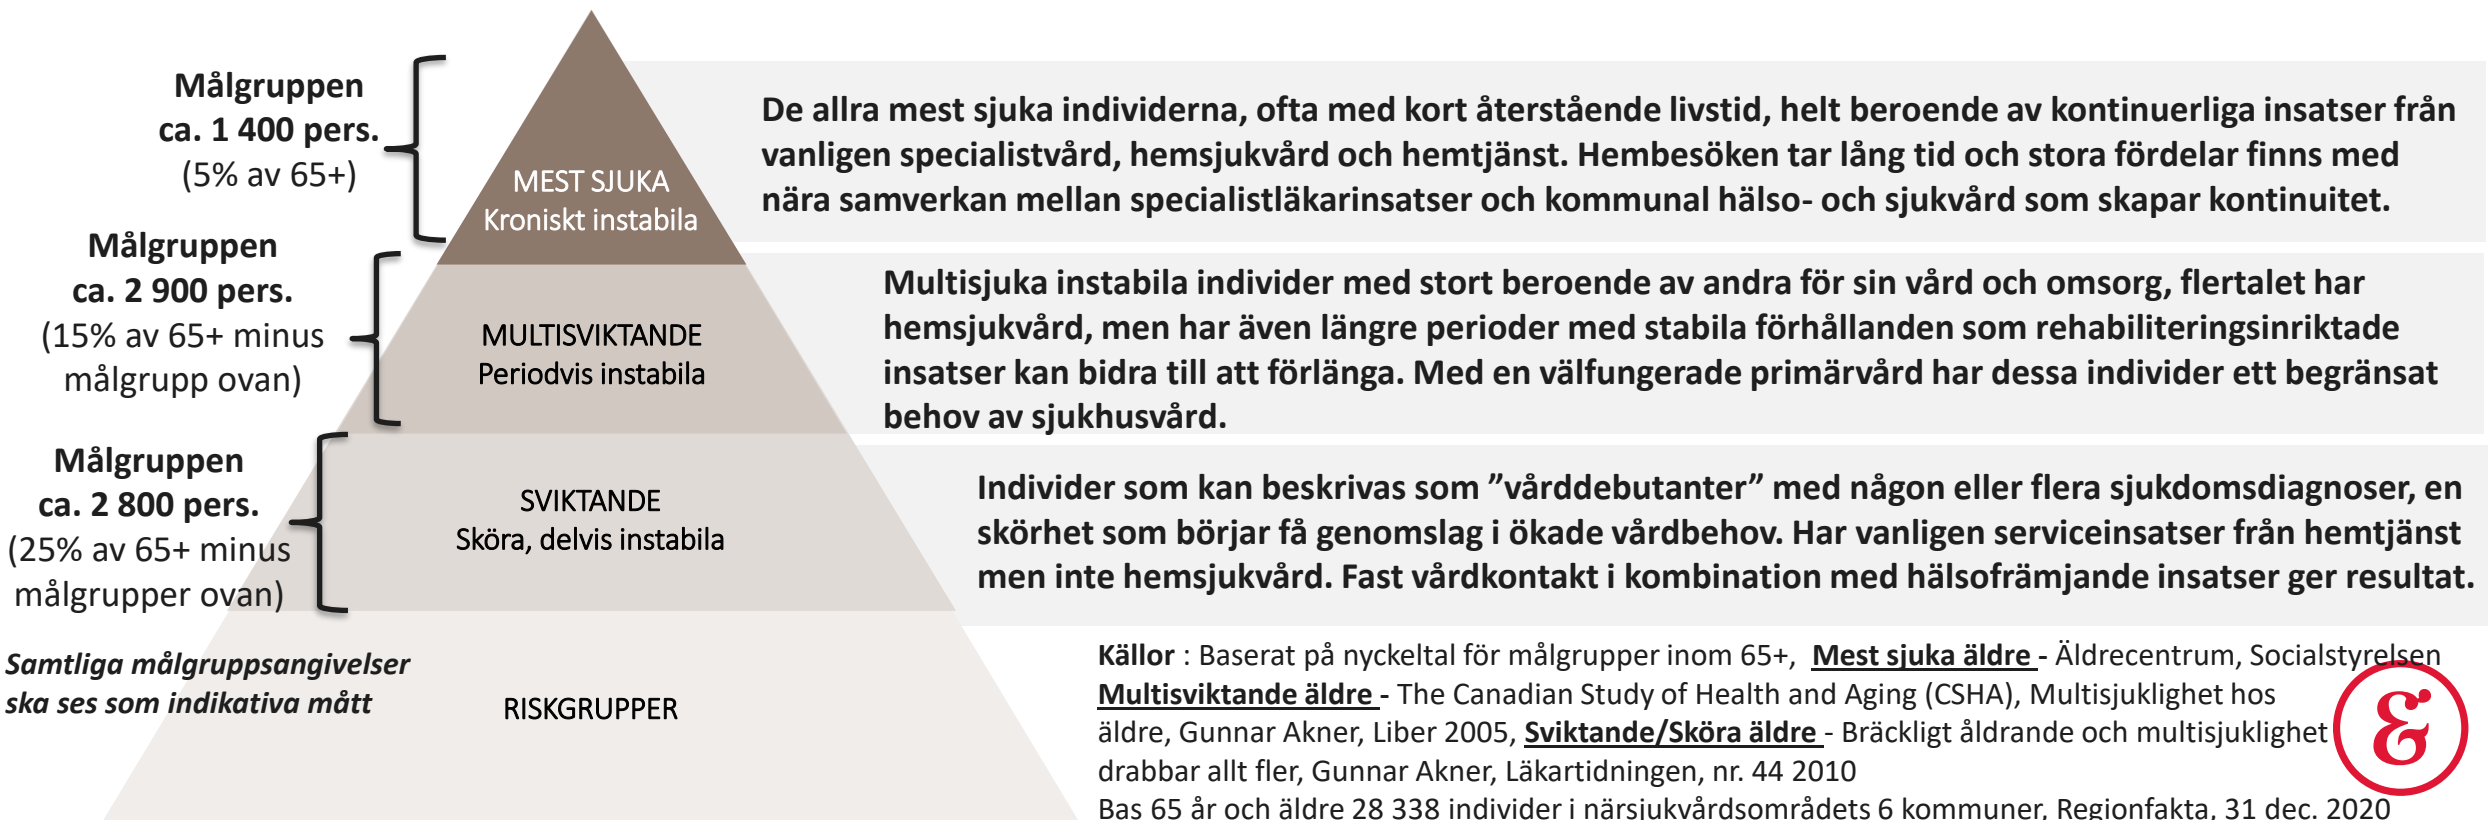 Målgruppen
ca. 1 400 pers.
(5% av 65+)
MEST SJUKA
Kroniskt instabila
De allra mest sjuka individerna, ofta med kort återstående livstid, helt beroende av kontinuerliga insatser från
vanligen specialistvård, hemsjukvård och hemtjänst. Hembesöken tar lång tid och stora fördelar finns med
nära samverkan mellan specialistläkarinsatser och kommunal hälso- och sjukvård som skapar kontinuitet.
Målgruppen
ca. 2 900 pers.
(15% av 65+ minus
målgrupp ovan)
MULTISVIKTANDE
Periodvis instabila
Multisjuka instabila individer med stort beroende av andra för sin vård och omsorg, flertalet har
hemsjukvård, men har även längre perioder med stabila förhållanden som rehabiliteringsinriktade
insatser kan bidra till att förlänga. Med en välfungerade primärvård har dessa individer ett begränsat
behov av sjukhusvård.
Målgruppen
ca. 2 800 pers.
(25% av 65+ minus
målgrupper ovan)
SVIKTANDE
Sköra, delvis instabila
Individer som kan beskrivas som ”vårddebutanter” med någon eller flera sjukdomsdiagnoser, en
skörhet som börjar få genomslag i ökade vårdbehov. Har vanligen serviceinsatser från hemtjänst
men inte hemsjukvård. Fast vårdkontakt i kombination med hälsofrämjande insatser ger resultat.
Samtliga målgruppsangivelser
ska ses som indikativa mått
RISKGRUPPER
Källor : Baserat på nyckeltal för målgrupper inom 65+, Mest sjuka äldre - Äldrecentrum, Socialstyrelsen
Multisviktande äldre - The Canadian Study of Health and Aging (CSHA), Multisjuklighet hos
äldre, Gunnar Akner, Liber 2005, Sviktande/Sköra äldre - Bräckligt åldrande och multisjuklighet
drabbar allt fler, Gunnar Akner, Läkartidningen, nr. 44 2010
Bas 65 år och äldre 28 338 individer i närsjukvårdsområdets 6 kommuner, Regionfakta, 31 dec. 2020
&